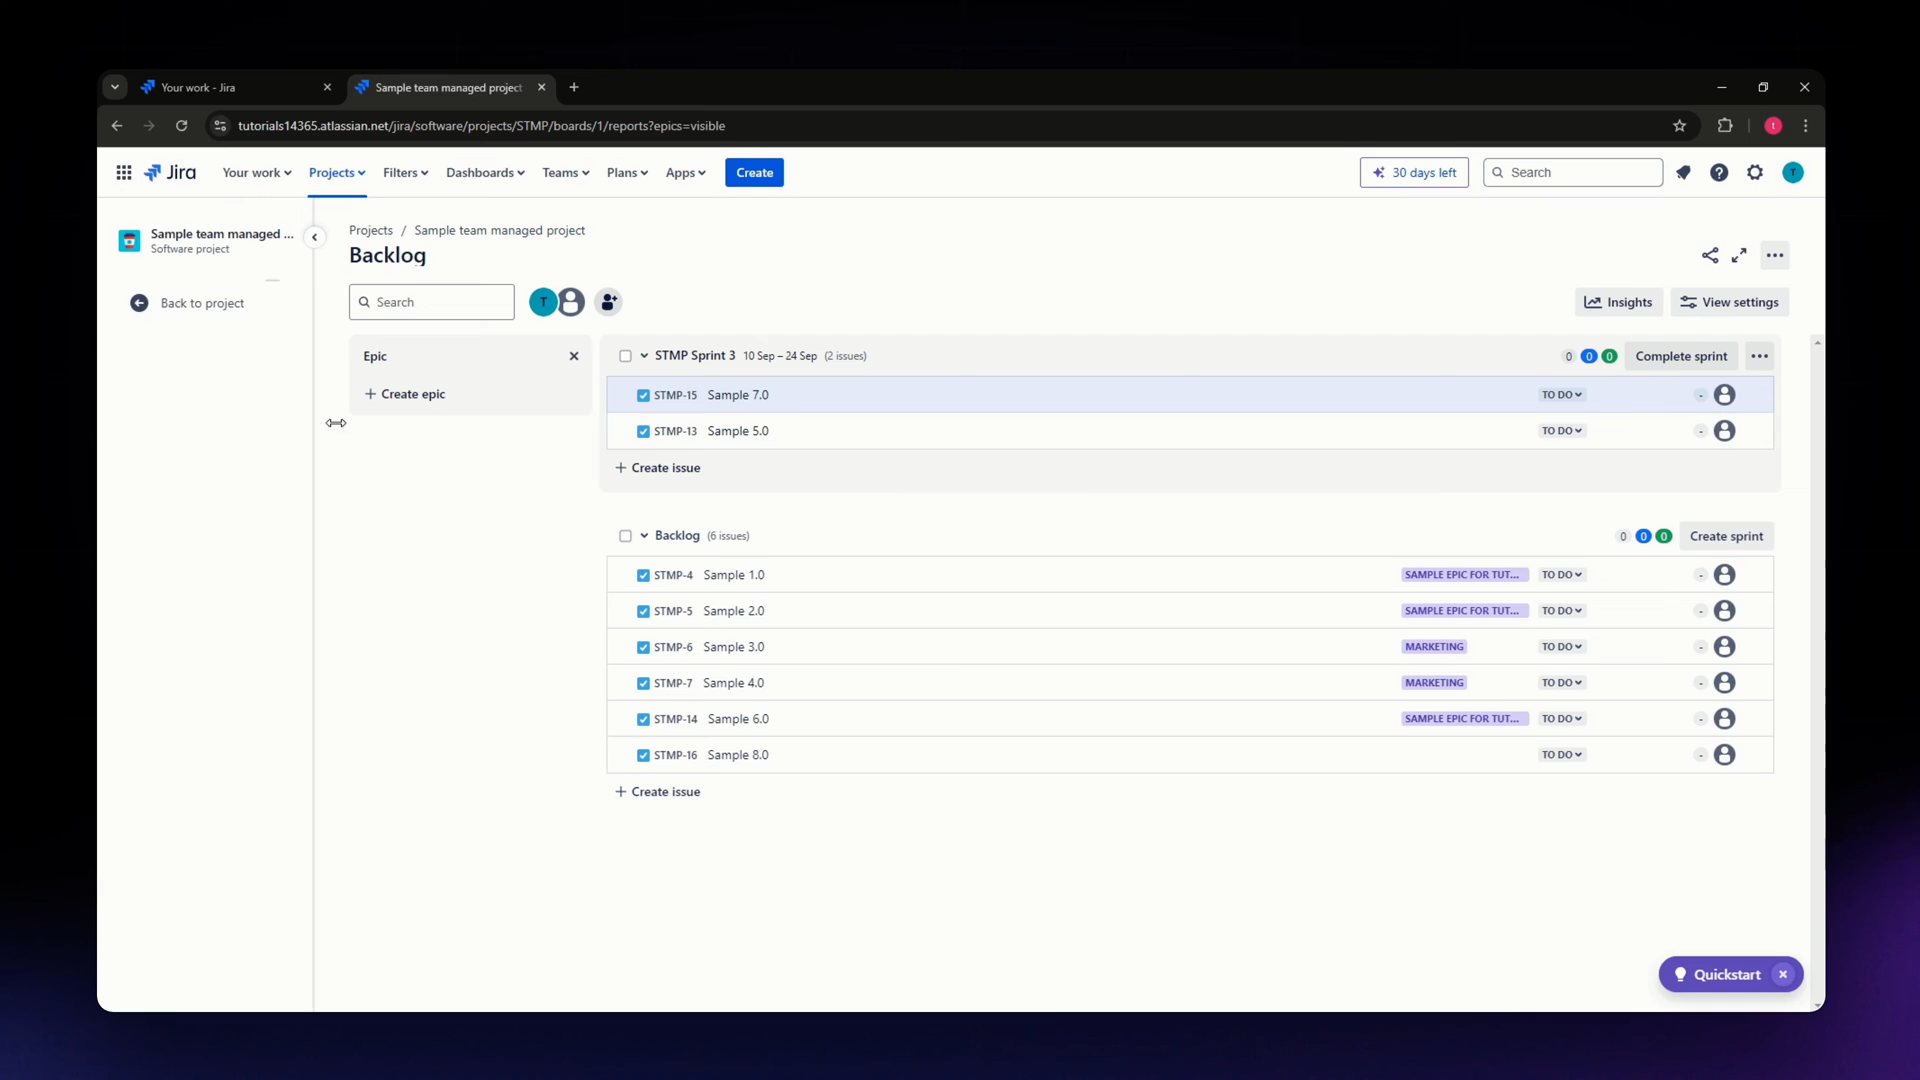 Your work - Jira
Sample team managed project
tutorials14365.atlassian.net/jira/software/projects/STMP/boards/1/reports?epics=visible
t
Jira
Your work
Projects
Filters
Dashboards
Teams
Plans
Apps
Create
30 days left
Search
T
Sample team managed ...
Software project
Back to project
Projects / Sample team managed project
Backlog
Search
T
Insights
View settings
Epic
+ Create epic
STMP Sprint 3 10 Sep – 24 Sep (2 issues)
0 0 0
Complete sprint
STMP-15 Sample 7.0 TO DO -
STMP-13 Sample 5.0 TO DO -
+ Create issue
Backlog (6 issues)
0 0 0
Create sprint
STMP-4 Sample 1.0 SAMPLE EPIC FOR TUT... TO DO -
STMP-5 Sample 2.0 SAMPLE EPIC FOR TUT... TO DO -
STMP-6 Sample 3.0 MARKETING TO DO -
STMP-7 Sample 4.0 MARKETING TO DO -
STMP-14 Sample 6.0 SAMPLE EPIC FOR TUT... TO DO -
STMP-16 Sample 8.0 TO DO -
+ Create issue
Quickstart